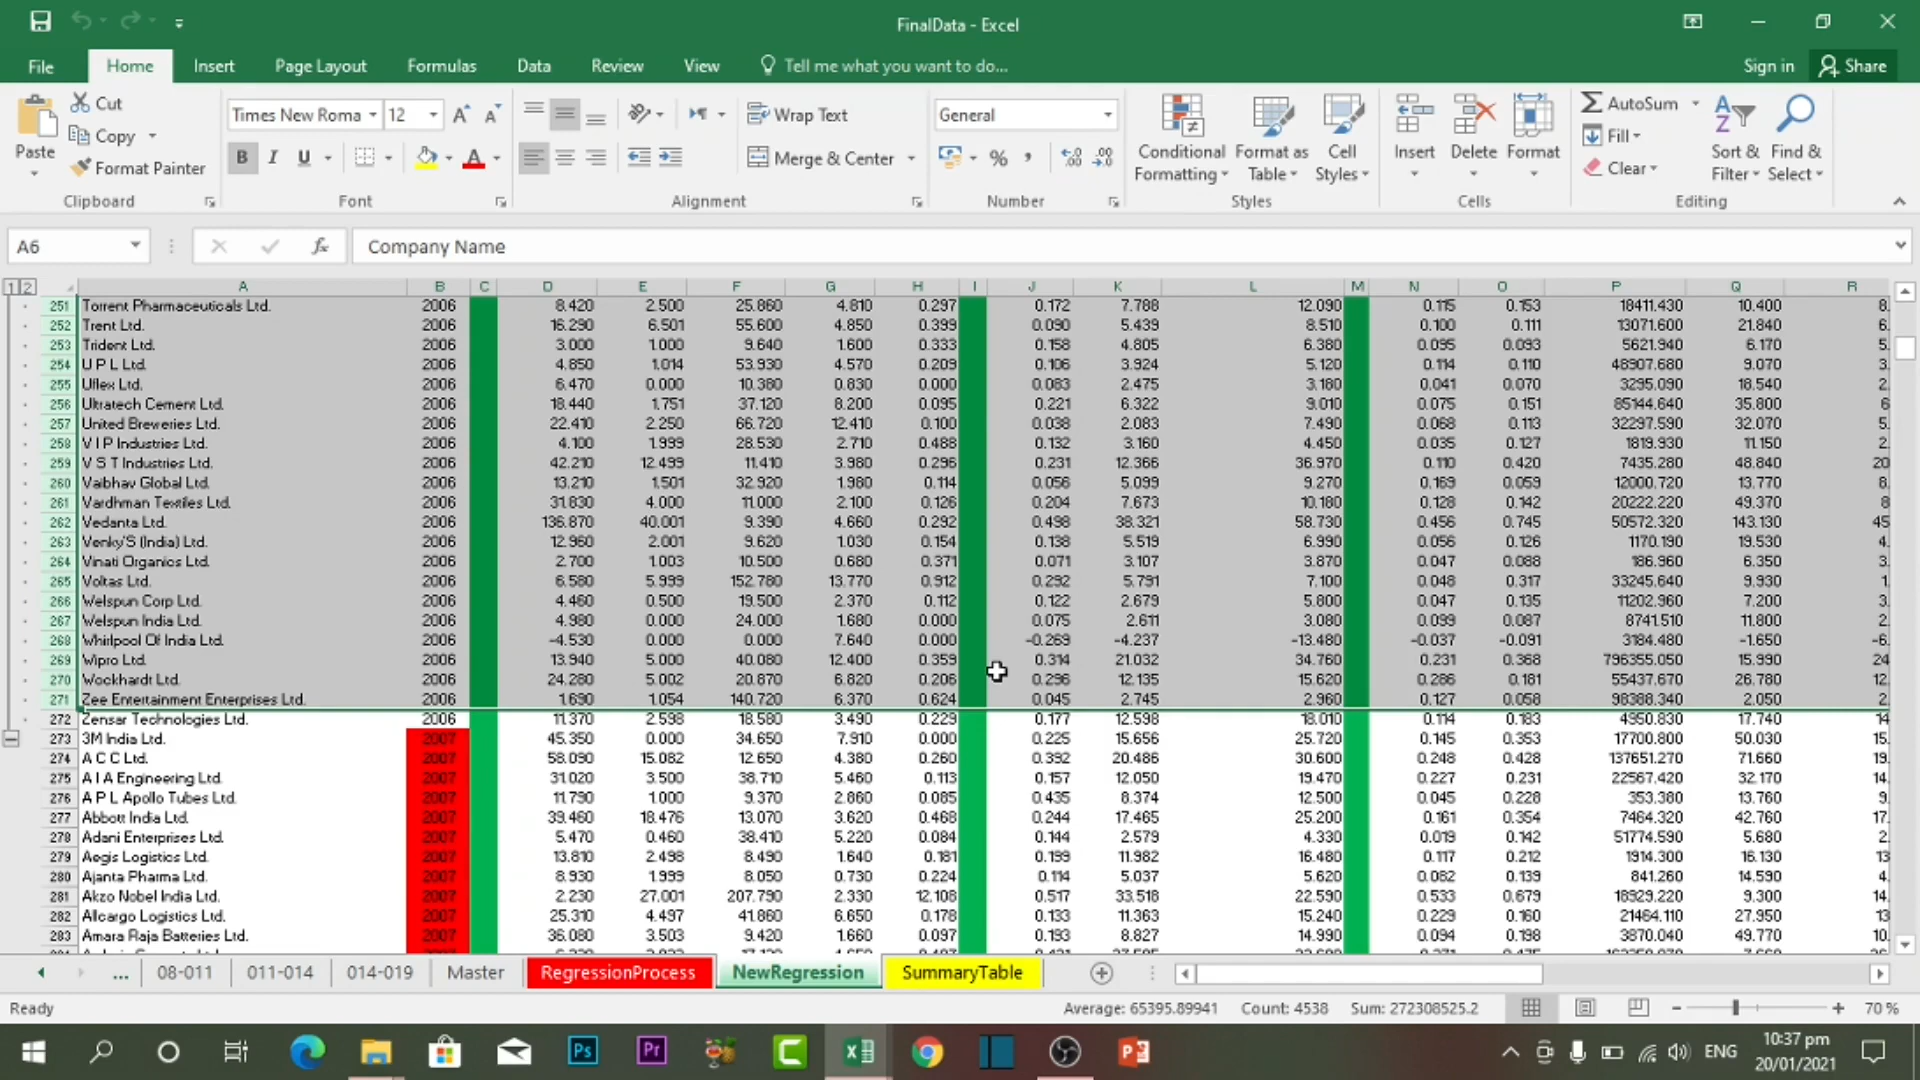 FinalData - Excel
File Home Insert Page Layout Formulas Data Review View Tell me what you want to do... Sign in Share
Paste Cut Copy Format Painter
Clipboard
Times New Roma 12
B I U A
Font
Wrap Text
Merge & Center
Alignment
General
% ,
Number
Conditional Formatting Format as Table Cell Styles
Styles
Insert Delete Format
Cells
AutoSum Fill Clear
Sort & Filter Find & Select
Editing
A6 fx Company Name
1 2 A B C D E F G H I J K L M N O P Q R
251 Torrent Pharmaceuticals Ltd. 2006 8.420 2.500 25.860 4.810 0.297 0.172 7.788 12.090 0.115 0.153 18411.430 10.400 8.
252 Trent Ltd. 2006 16.290 6.501 55.600 4.850 0.399 0.090 5.439 8.510 0.100 0.111 13071.600 21.840 6.
253 Trident Ltd. 2006 3.000 1.000 9.640 1.600 0.333 0.158 4.805 6.380 0.095 0.093 5621.940 6.170 5.
254 U P L Ltd. 2006 4.850 1.014 53.930 4.570 0.209 0.106 3.924 5.120 0.114 0.110 48907.680 9.070 3.
255 Uflex Ltd. 2006 6.470 0.000 10.380 0.830 0.000 0.083 2.475 3.180 0.041 0.070 3295.090 18.540 2.
256 Ultratech Cement Ltd. 2006 18.440 1.751 37.120 8.200 0.095 0.221 6.322 9.010 0.075 0.151 85144.640 35.800 6
257 United Breweries Ltd. 2006 22.410 2.250 66.720 12.410 0.100 0.038 2.083 7.490 0.068 0.113 32297.590 32.070 5.
258 V I P Industries Ltd. 2006 4.100 1.999 28.530 2.710 0.488 0.132 3.160 4.450 0.035 0.127 1819.930 11.150 2.
259 V S T Industries Ltd. 2006 42.210 12.499 11.410 3.980 0.296 0.231 12.366 36.970 0.110 0.420 7435.280 48.840 20
260 Vaibhav Global Ltd. 2006 13.210 1.501 32.920 1.980 0.114 0.056 5.099 9.270 0.169 0.059 12000.720 13.770 8.
261 Vardhman Textiles Ltd. 2006 31.830 4.000 11.000 2.100 0.126 0.204 7.673 10.180 0.128 0.142 20222.220 49.370 8
262 Vedanta Ltd. 2006 136.870 40.001 9.390 4.660 0.292 0.498 38.321 58.730 0.456 0.745 50572.320 143.130 45
263 Venky'S (India) Ltd. 2006 12.960 2.001 9.620 1.030 0.154 0.138 5.519 6.990 0.056 0.126 1170.190 19.530 4.
264 Vinati Organics Ltd. 2006 2.700 1.003 10.500 0.680 0.371 0.071 3.107 3.870 0.047 0.088 186.960 6.350 3.
265 Voltas Ltd. 2006 6.580 5.999 152.780 13.770 0.912 0.292 5.791 7.100 0.048 0.317 33245.640 9.930 1.
266 Welspun Corp Ltd. 2006 4.460 0.500 19.500 2.370 0.112 0.122 2.679 5.800 0.047 0.135 11202.960 7.200 3.
267 Welspun India Ltd. 2006 4.980 0.000 24.000 1.680 0.000 0.075 2.611 3.080 0.099 0.087 8741.510 11.800 2.
268 Whirlpool Of India Ltd. 2006 -4.530 0.000 0.000 7.640 0.000 -0.269 -4.237 -13.480 -0.037 -0.091 3184.480 -1.650 -6.
269 Wipro Ltd. 2006 13.940 5.000 40.080 12.400 0.359 0.314 21.032 34.760 0.231 0.368 796355.050 15.990 24
270 Wockhardt Ltd. 2006 24.280 5.002 20.870 6.820 0.206 0.296 12.135 15.620 0.286 0.181 55437.670 26.780 12.
271 Zee Entertainment Enterprises Ltd. 2006 1.690 1.054 140.720 6.370 0.624 0.045 2.745 2.960 0.127 0.058 98388.340 2.050 2.
272 Zensar Technologies Ltd. 2006 11.370 2.598 18.580 3.490 0.229 0.177 12.598 18.010 0.114 0.183 4950.830 17.740 14
273 3M India Ltd. 2007 45.350 0.000 34.650 7.910 0.000 0.225 15.656 25.720 0.145 0.353 17700.800 50.030 15.
274 A C C Ltd. 2007 58.090 15.082 12.650 4.380 0.260 0.392 20.486 30.600 0.248 0.428 137651.270 71.660 19.
275 A I A Engineering Ltd. 2007 31.020 3.500 38.710 5.460 0.113 0.157 12.050 19.470 0.227 0.231 22567.420 32.170 14.
276 A P L Apollo Tubes Ltd. 2007 11.790 1.000 9.370 2.860 0.085 0.435 8.374 12.500 0.045 0.228 353.380 13.760 9.
277 Abbott India Ltd. 2007 39.460 18.476 13.070 3.620 0.468 0.244 17.465 25.200 0.161 0.354 7464.320 42.760 17.
278 Adani Enterprises Ltd. 2007 5.470 0.460 38.410 5.220 0.084 0.144 2.579 4.330 0.019 0.142 51774.590 5.680 2.
279 Aegis Logistics Ltd. 2007 13.810 2.498 8.490 1.640 0.181 0.199 11.982 16.480 0.117 0.212 1914.300 16.130 13
280 Ajanta Pharma Ltd. 2007 8.930 1.999 8.050 0.730 0.224 0.114 5.037 5.620 0.082 0.139 841.260 14.590 4.
281 Akzo Nobel India Ltd. 2007 2.230 27.001 207.790 2.330 12.108 0.517 33.518 22.590 0.533 0.679 18929.220 9.300 14.
282 Allcargo Logistics Ltd. 2007 25.310 4.497 41.860 6.650 0.178 0.133 11.363 15.240 0.229 0.160 21464.110 27.950 13
283 Amara Raja Batteries Ltd. 2007 36.080 3.503 9.420 1.660 0.097 0.193 8.827 14.990 0.094 0.198 3870.040 49.770 10.
... 08-011 011-014 014-019 Master RegressionProcess NewRegression SummaryTable
Ready Average: 65395.89941 Count: 4538 Sum: 272308525.2 70 %
Ps Pr ENG 10:37 pm
20/01/2021